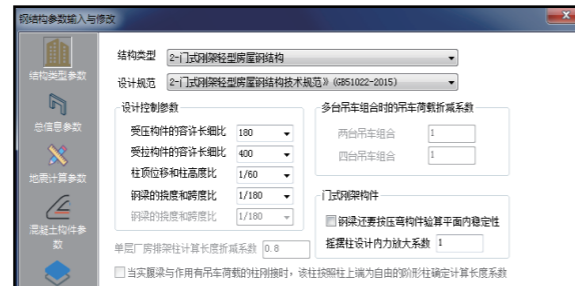 钢结构参数输入与修改
结构类型参数
总信息参数
地震计算参数
混凝土构件参数
结构类型 2-门式刚架轻型房屋钢结构
设计规范 2-门式刚架轻型房屋钢结构技术规范》(GB51022-2015)
设计控制参数
受压构件的容许长细比 180
受拉构件的容许长细比 400
柱顶位移和柱高度比 1/60
钢梁的挠度和跨度比 1/180
钢梁的挠度和跨度比 1/180
单层厂房排架柱计算长度折减系数 0.8
多台吊车组合时的吊车荷载折减系数
两台吊车组合 1
四台吊车组合 1
门式刚架构件
钢梁还要按压弯构件验算平面内稳定性
摇摆柱设计内力放大系数 1
当实腹梁与作用有吊车荷载的柱刚接时，该柱按照柱上端为自由的阶形柱确定计算长度系数